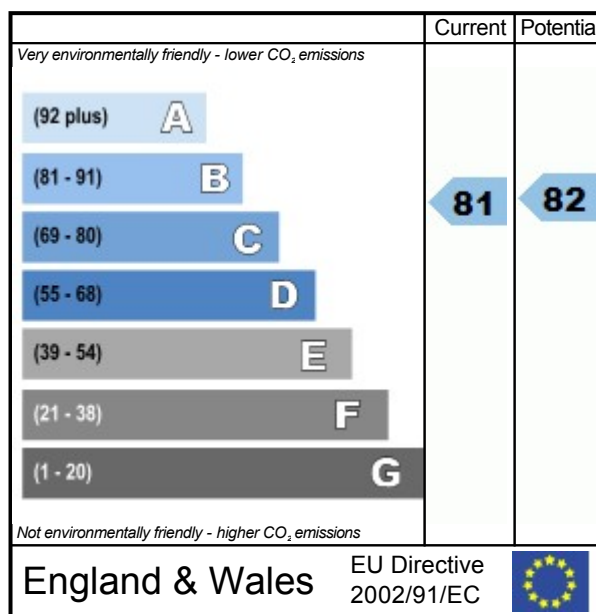 Current Potentia
Very environmentally friendly - lower CO₂ emissions
(92 plus) A
(81 - 91) B
(69 - 80) C
(55 - 68) D
(39 - 54) E
(21 - 38) F
(1 - 20) G
81 82
Not environmentally friendly - higher CO₂ emissions
England & Wales
EU Directive
2002/91/EC